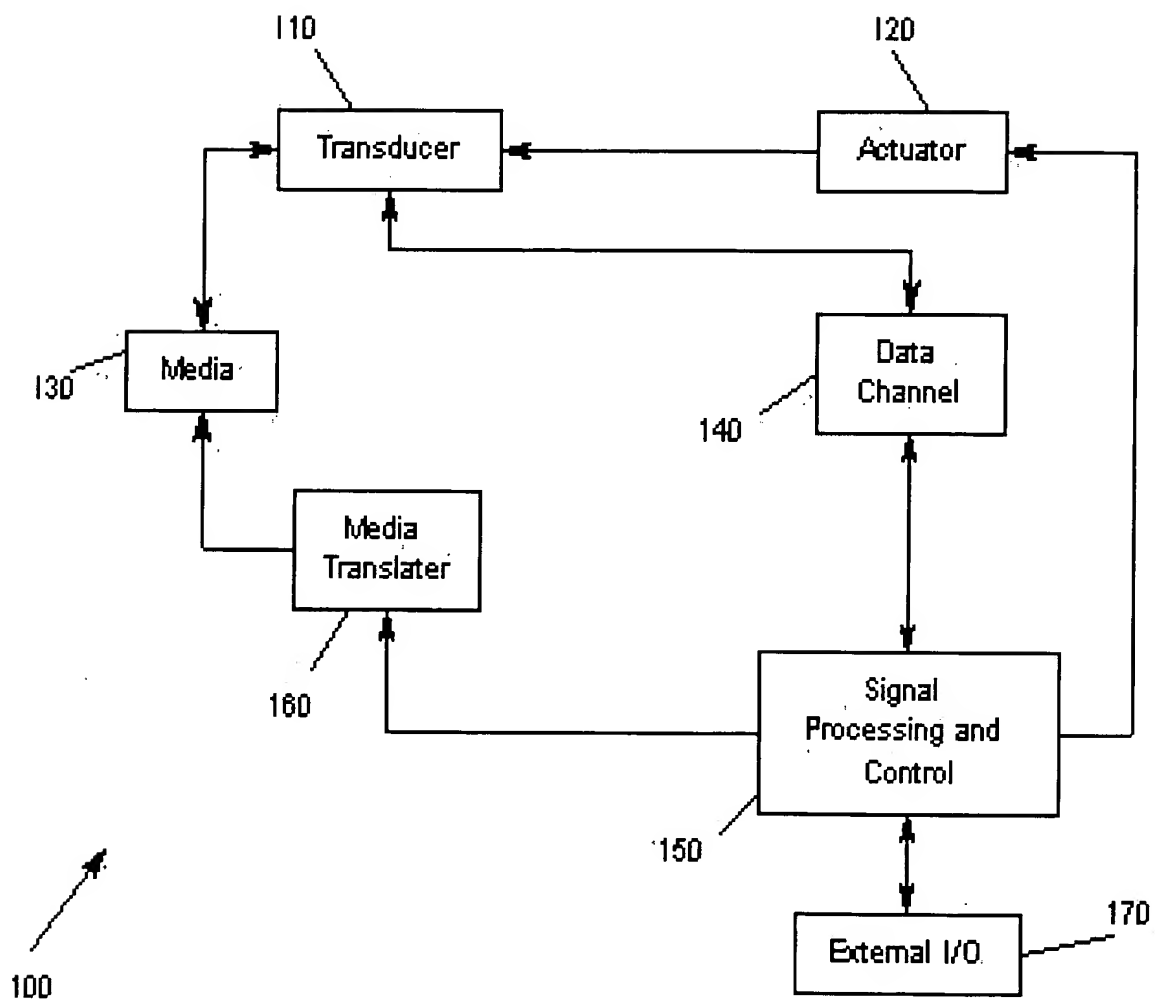 110
120
Transducer
Actuator
Media
130
Data
Channel
140
Media
Translater
160
Signal
Processing and
Control
150
170
External I/O.
100